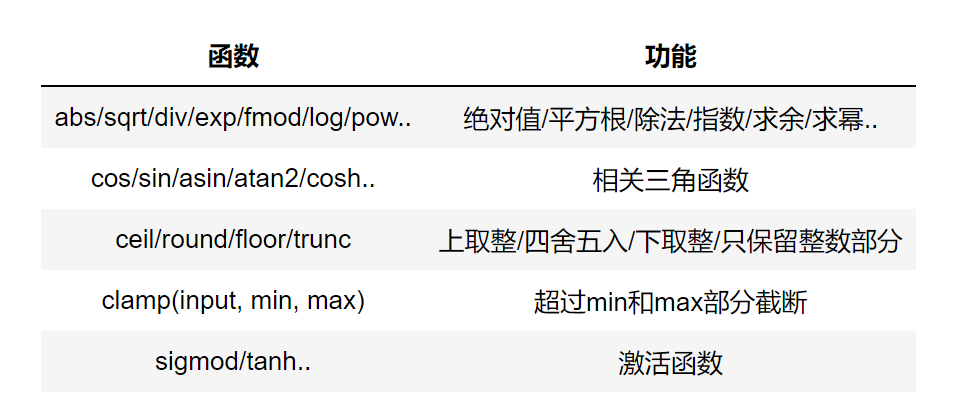 函数 功能
abs/sqrt/div/exp/fmod/log/pow.. 绝对值/平方根/除法/指数/求余/求幂..
cos/sin/asin/atan2/cosh.. 相关三角函数
ceil/round/floor/trunc 上取整/四舍五入/下取整/只保留整数部分
clamp(input, min, max) 超过min和max部分截断
sigmod/tanh.. 激活函数